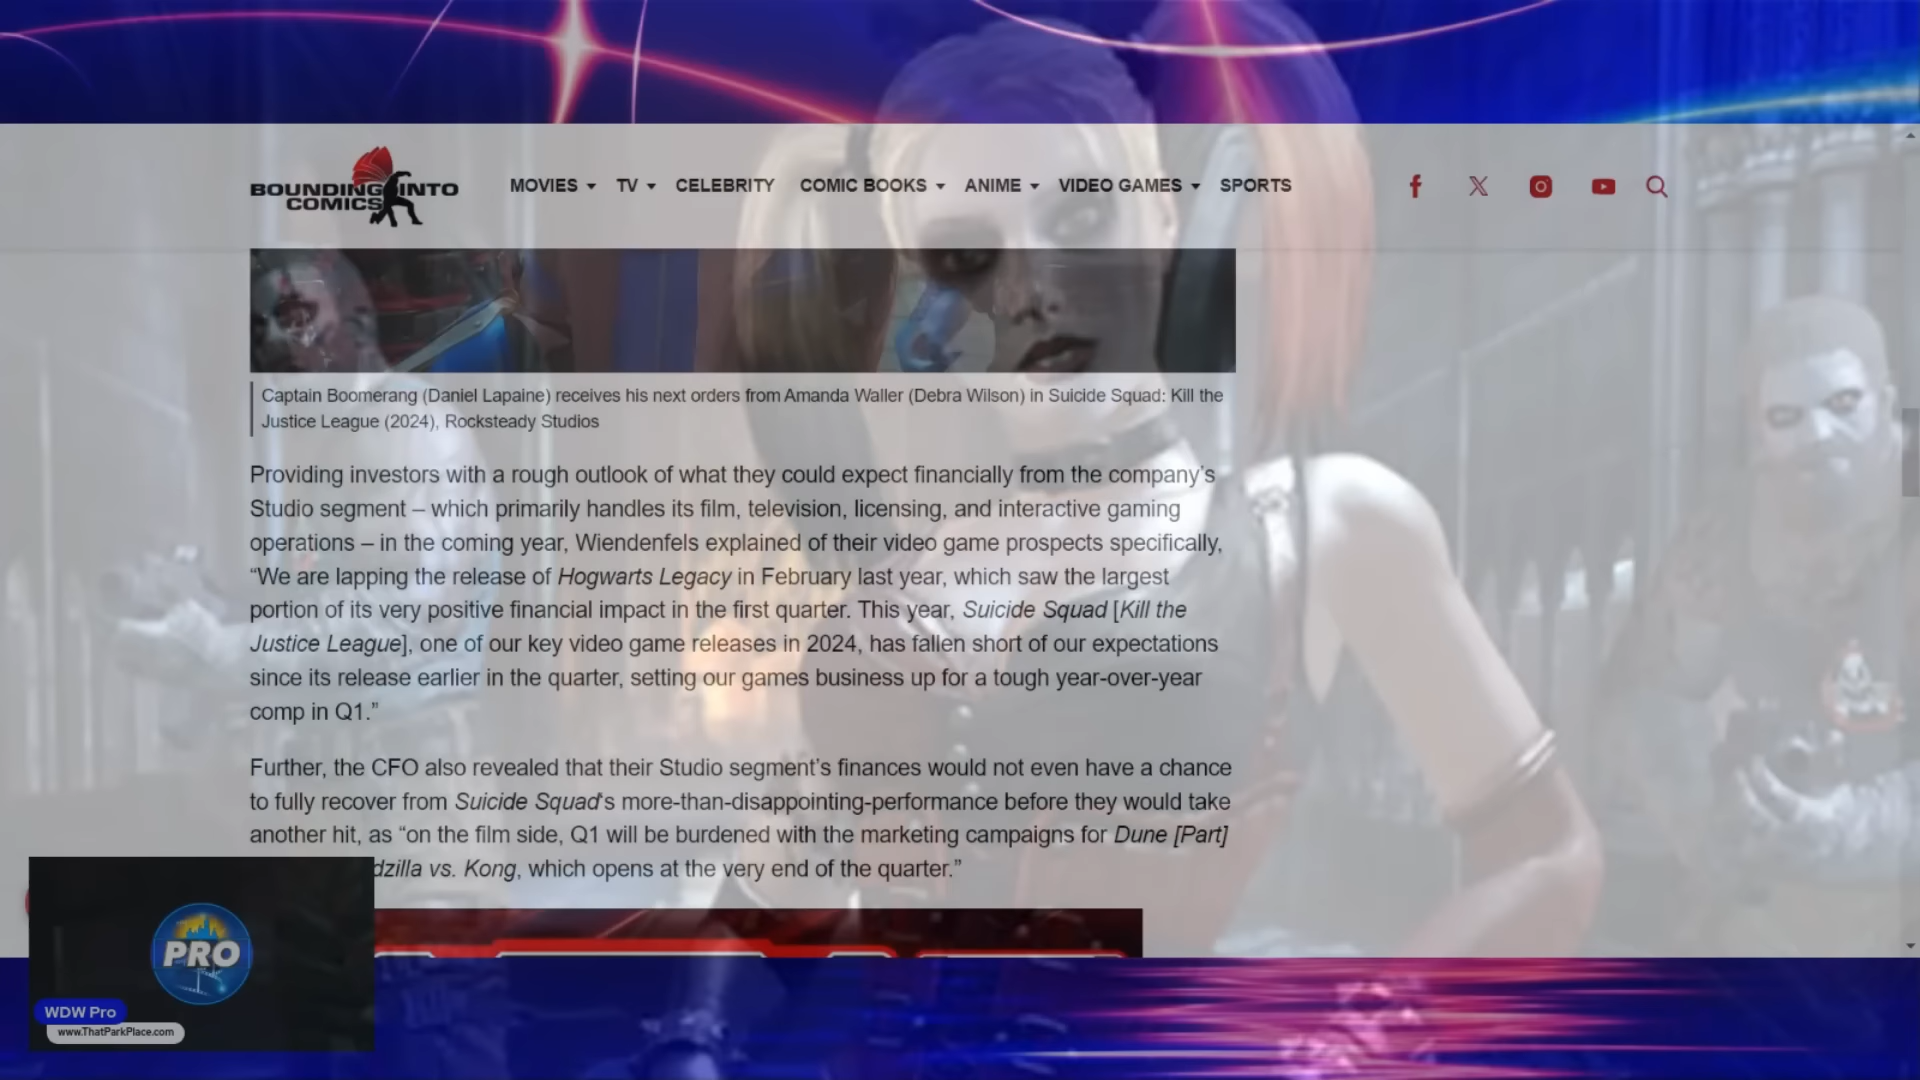 BOUNDING INTO
COMICS
MOVIES TV CELEBRITY COMIC BOOKS ANIME VIDEO GAMES SPORTS
Captain Boomerang (Daniel Lapaine) receives his next orders from Amanda Waller (Debra Wilson) in Suicide Squad: Kill the
Justice League (2024), Rocksteady Studios
Providing investors with a rough outlook of what they could expect financially from the company’s
Studio segment – which primarily handles its film, television, licensing, and interactive gaming
operations – in the coming year, Wiendenfels explained of their video game prospects specifically,
“We are lapping the release of Hogwarts Legacy in February last year, which saw the largest
portion of its very positive financial impact in the first quarter. This year, Suicide Squad [Kill the
Justice League], one of our key video game releases in 2024, has fallen short of our expectations
since its release earlier in the quarter, setting our games business up for a tough year-over-year
comp in Q1.”
Further, the CFO also revealed that their Studio segment’s finances would not even have a chance
to fully recover from Suicide Squad‘s more-than-disappointing-performance before they would take
another hit, as “on the film side, Q1 will be burdened with the marketing campaigns for Dune [Part]
dzilla vs. Kong, which opens at the very end of the quarter.”
PRO
WDW Pro
www.ThatParkPlace.com